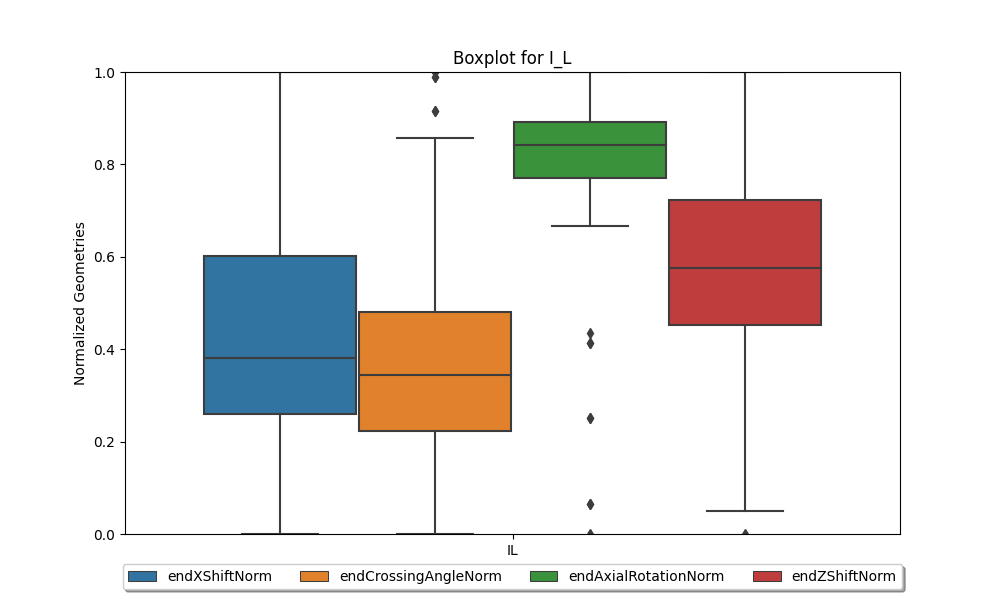 Boxplot for I_L
Normalized Geometries
1.0
0.8
0.6
0.4
0.2
0.0
IL
endXShiftNorm endCrossingAngleNorm endAxialRotationNorm endZShiftNorm